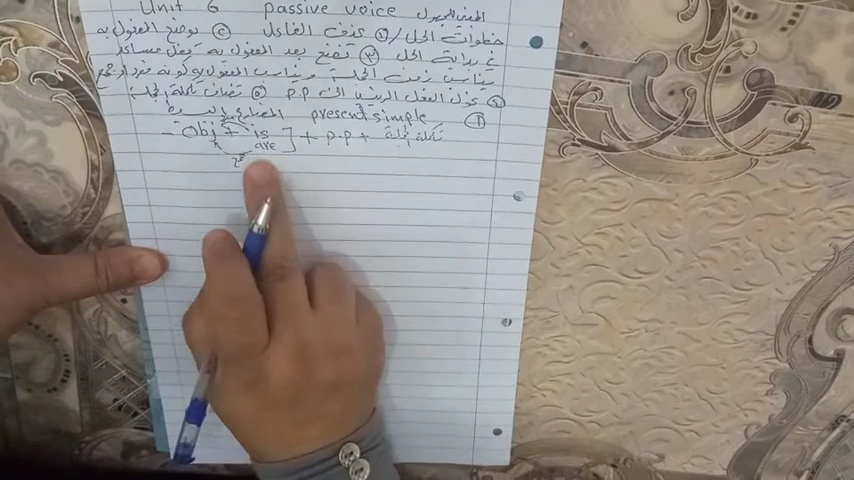 Unit 6 passive voice المبني للمجهول
خطوات الحل / ① حذف الفاعل ② نوضح المفعول به
في بداية الحل ③ نضع بعد المفعول به فعل مساعد
يناسب زمن الجملة ويناسب المفعول به كونه مفرد او جمع
④ نحول الفعل الرئيسي الى p.p ⑤ تضاف تكملة الجملة
① present simple المضارع البسيط
- Obj + is ] + p.p + تكملة الجملة
are